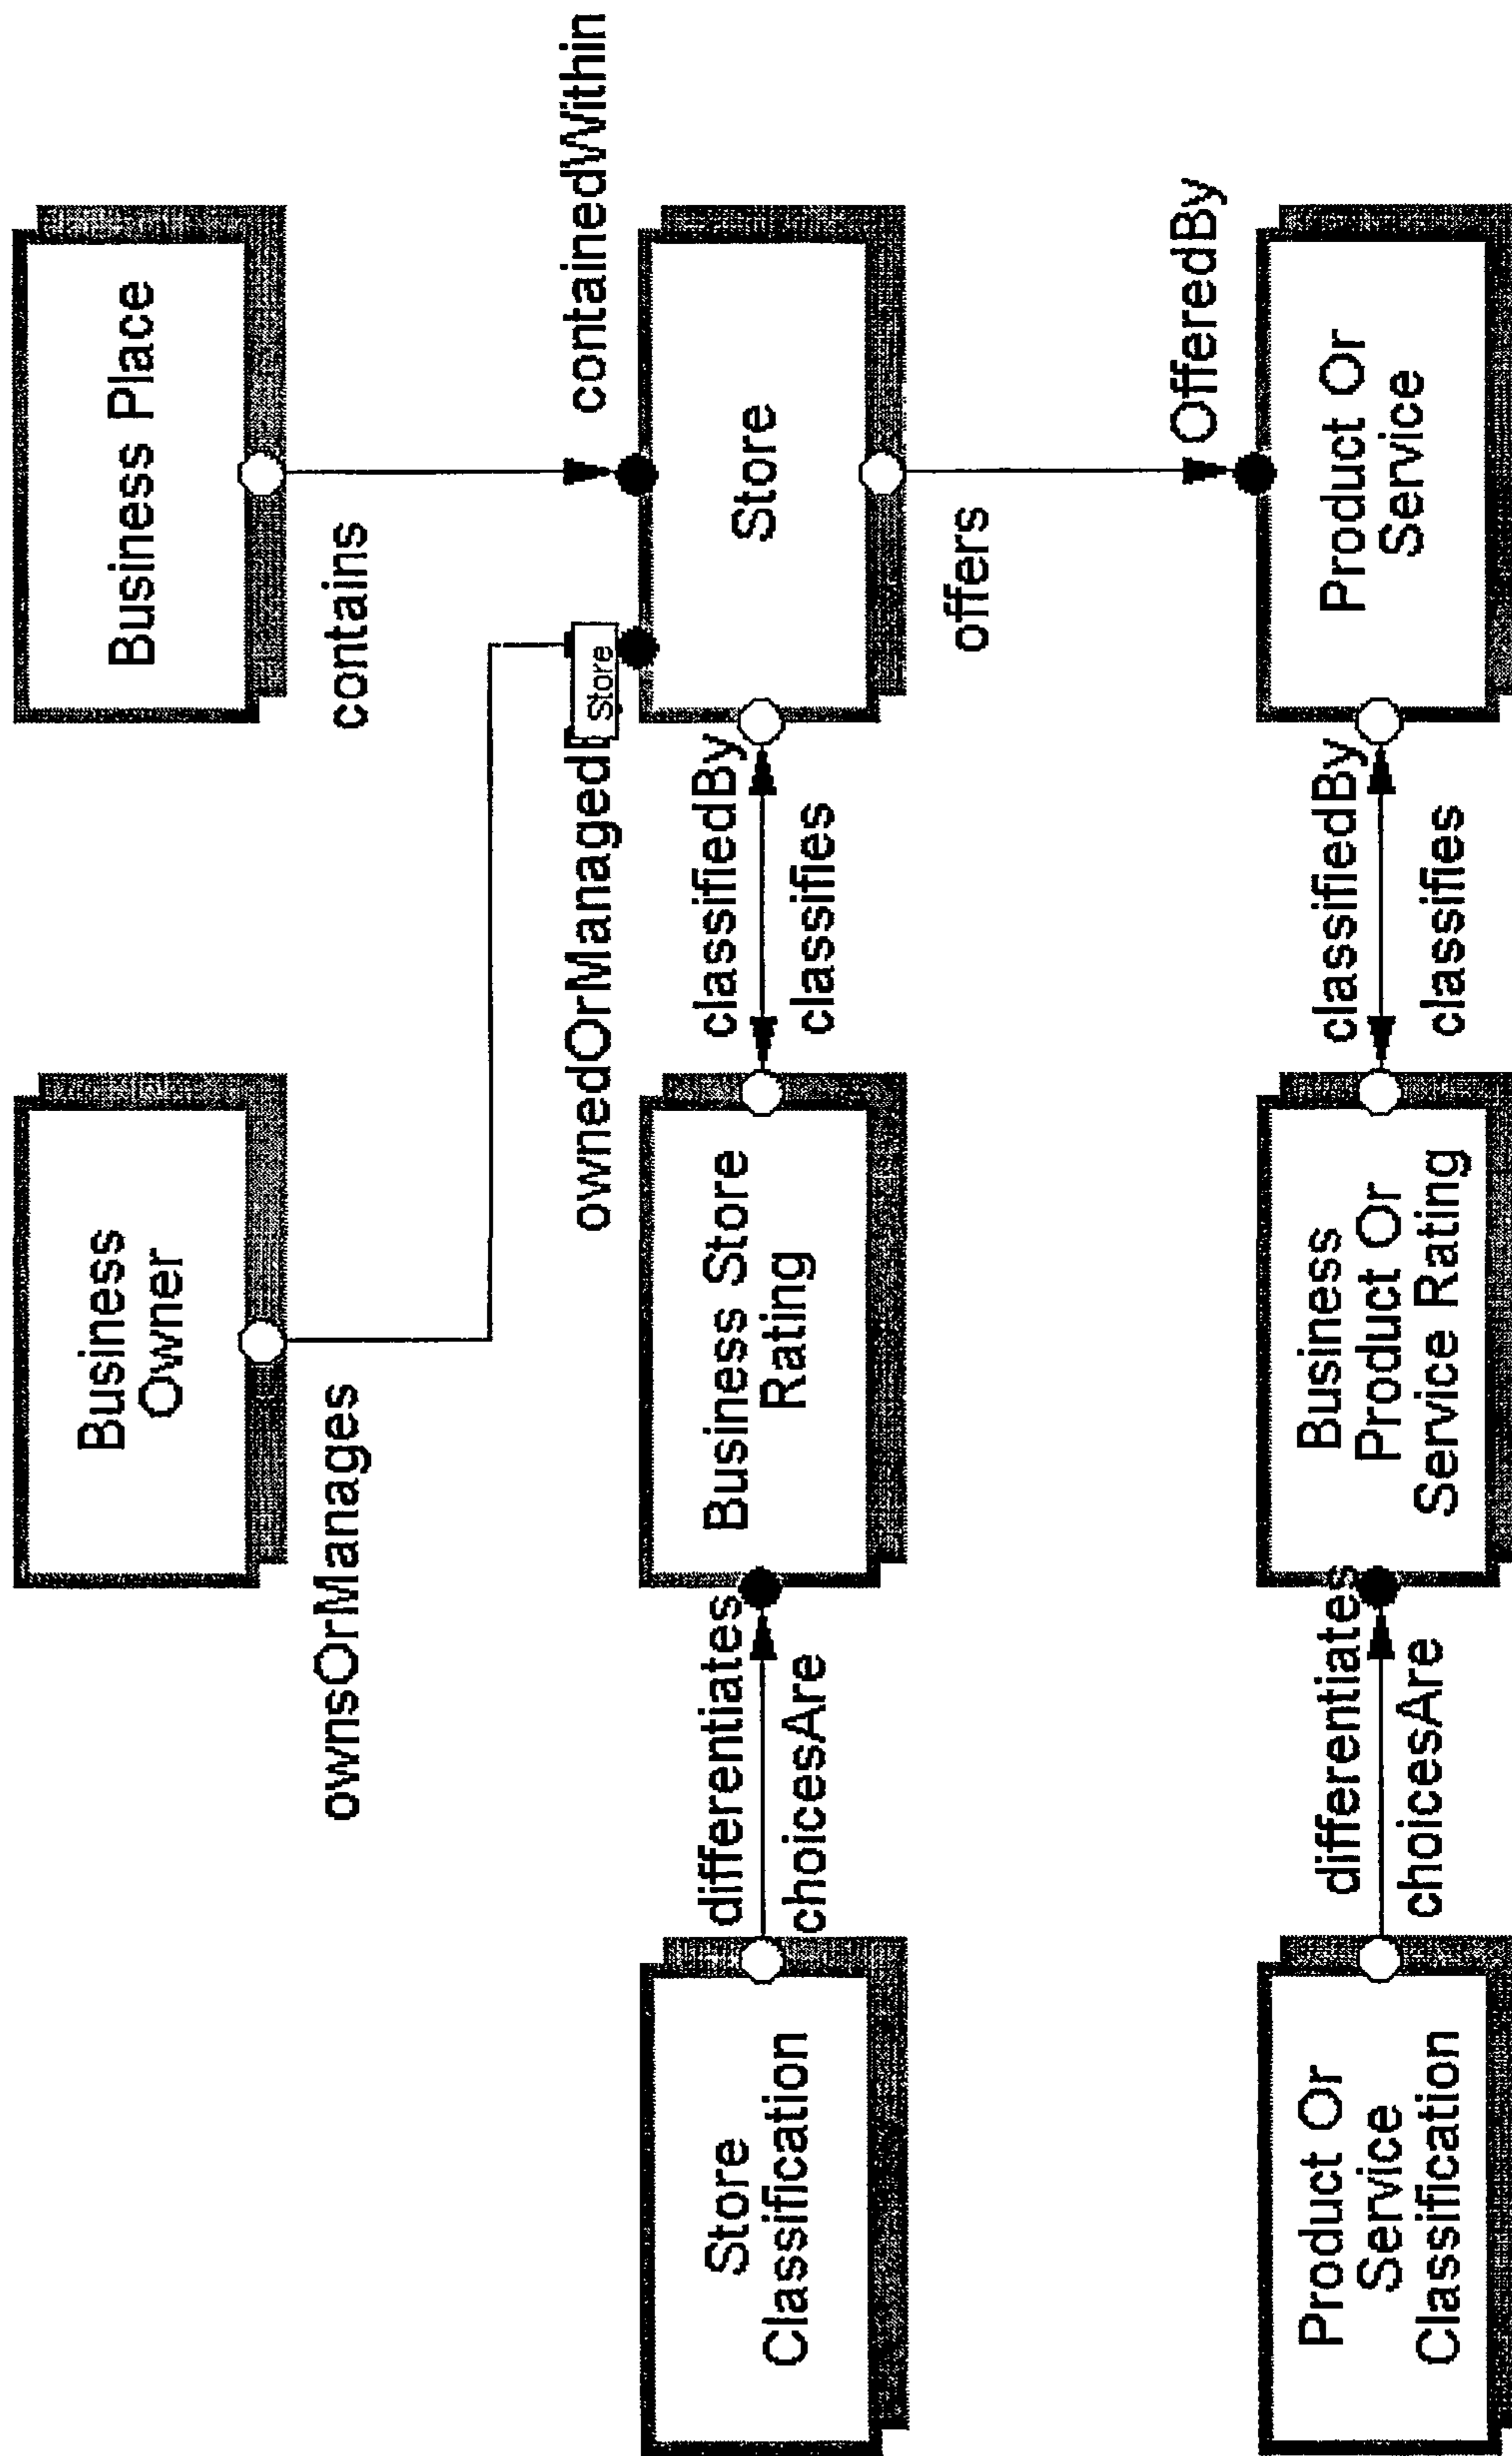 Business
Owner
Business Place
ownsOrManages
contains
ownedOrManaged
Store
containedWithin
Store
Classification
differentiates
choicesAre
Business Store
Rating
classifiedBy
classifies
Store
offers
OfferedBy
Product Or
Service
Classification
differentiates
choicesAre
Business
Product Or
Service Rating
classifiedBy
classifies
Product Or
Service